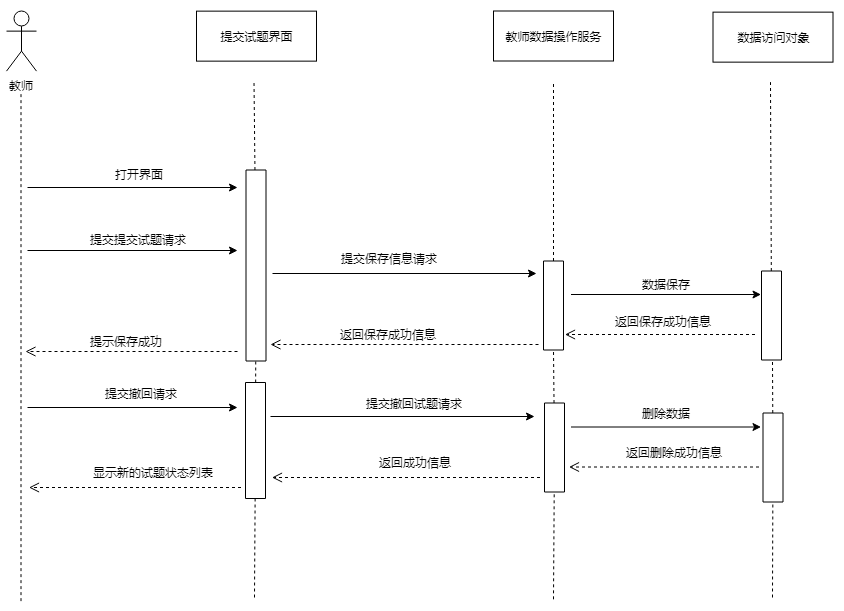 提交试题界面
教师数据操作服务
数据访问对象
教师
打开界面
提交提交试题请求
提交保存信息请求
数据保存
返回保存成功信息
返回保存成功信息
提示保存成功
提交撤回请求
提交撤回试题请求
删除数据
返回删除成功信息
返回成功信息
显示新的试题状态列表